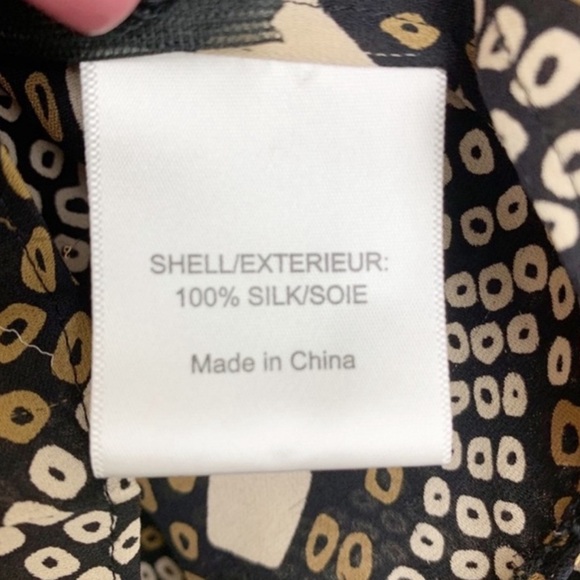 SHELL/EXTERIEUR:
100% SILK/SOIE
Made in China